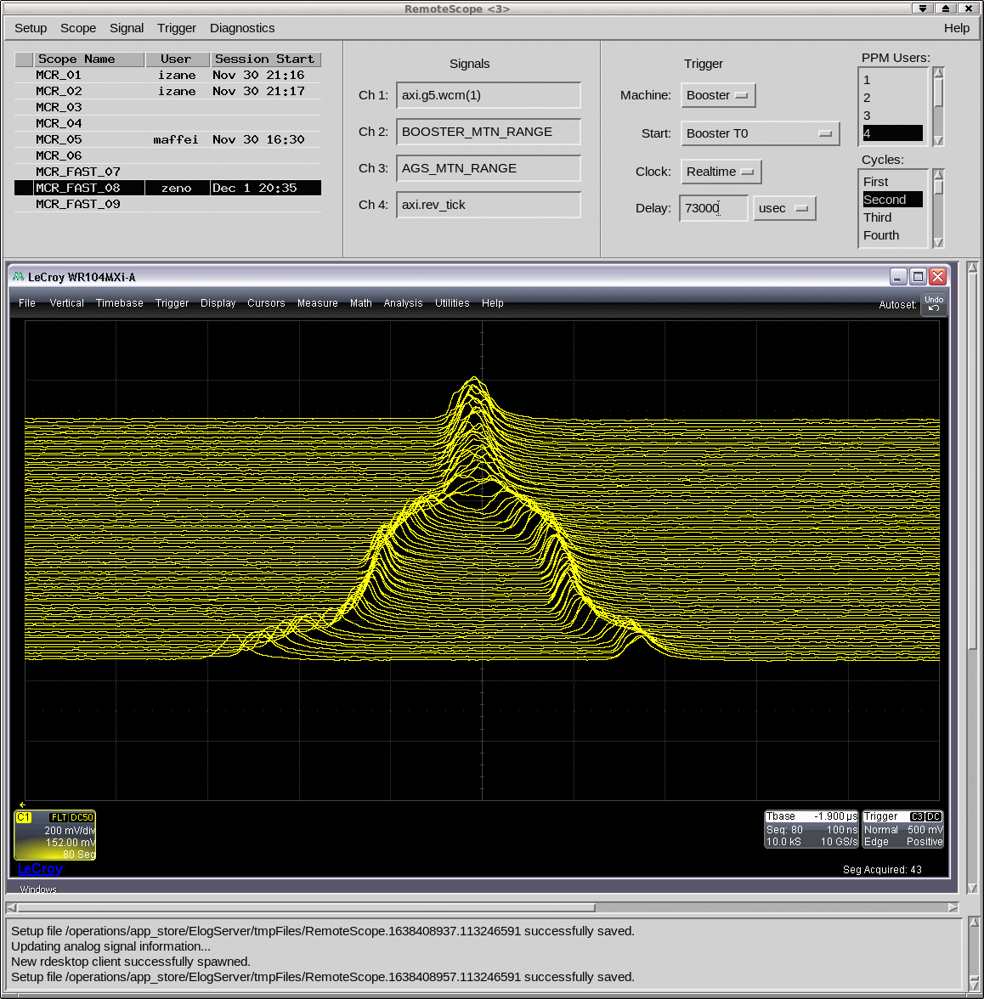 RemoteScope <3>
Setup Scope Signal Trigger Diagnostics Help
Scope Name User Session Start
MCR_01 izane Nov 30 21:16
MCR_02 izane Nov 30 21:17
MCR_03
MCR_04
MCR_05 maffei Nov 30 16:30
MCR_06
MCR_FAST_07
MCR_FAST_08 zeno Dec 1 20:35
MCR_FAST_09
Signals
Ch 1: axi.g5.wcm(1)
Ch 2: BOOSTER_MTN_RANGE
Ch 3: AGS_MTN_RANGE
Ch 4: axi.rev_tick
Trigger
Machine: Booster
Start: Booster T0
Clock: Realtime
Delay: 73000 usec
PPM Users:
1
2
3
4
Cycles:
First
Second
Third
Fourth
LeCroy WR104MXi-A
File Vertical Timebase Trigger Display Cursors Measure Math Analysis Utilities Help
Autoset: Undo
C1 FLT DC50
200 mV/div
152.00 mV
80 Seg
LeCroy
Tbase -1.900 µs
Seq: 80 100 ns
10.0 kS 10 GS/s
Trigger C3 DC
Normal 500 mV
Edge Positive
Seg Acquired: 43
Windows
Setup file /operations/app_store/ElogServer/tmpFiles/RemoteScope.1638408937.113246591 successfully saved.
Updating analog signal information...
New rdesktop client successfully spawned.
Setup file /operations/app_store/ElogServer/tmpFiles/RemoteScope.1638408957.113246591 successfully saved.